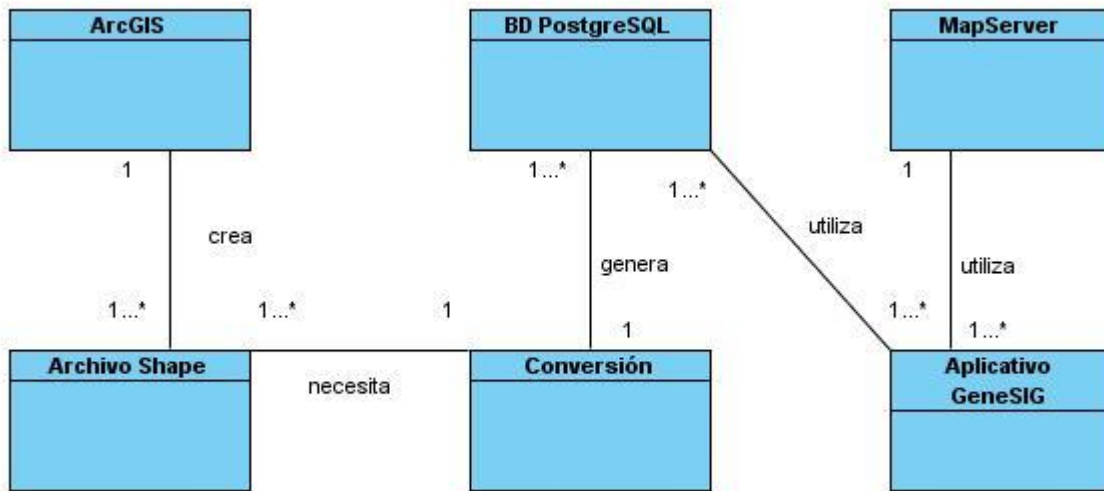 ArcGIS
BD PostgreSQL
MapServer
1
1...*
1...*
1
crea
genera
utiliza
utiliza
1...*
1...*
1
1
1...*
1...*
Archivo Shape
necesita
Conversión
Aplicativo
GeneSIG